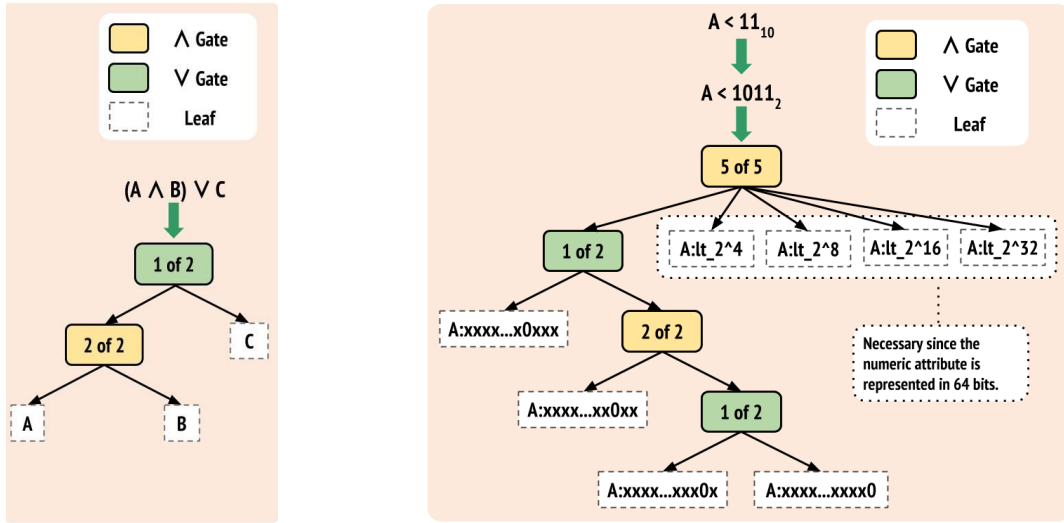 ∧ Gate
∨ Gate
Leaf
(A ∧ B) ∨ C
1 of 2
2 of 2
C
A
B
A < 11₁₀
A < 1011₂
∧ Gate
∨ Gate
Leaf
5 of 5
1 of 2
A:lt_2^4
A:lt_2^8
A:lt_2^16
A:lt_2^32
A:xxxx...x0xxx
2 of 2
Necessary since the
numeric attribute is
represented in 64 bits.
A:xxxx...xx0xx
1 of 2
A:xxxx...xxx0x
A:xxxx...xxxx0